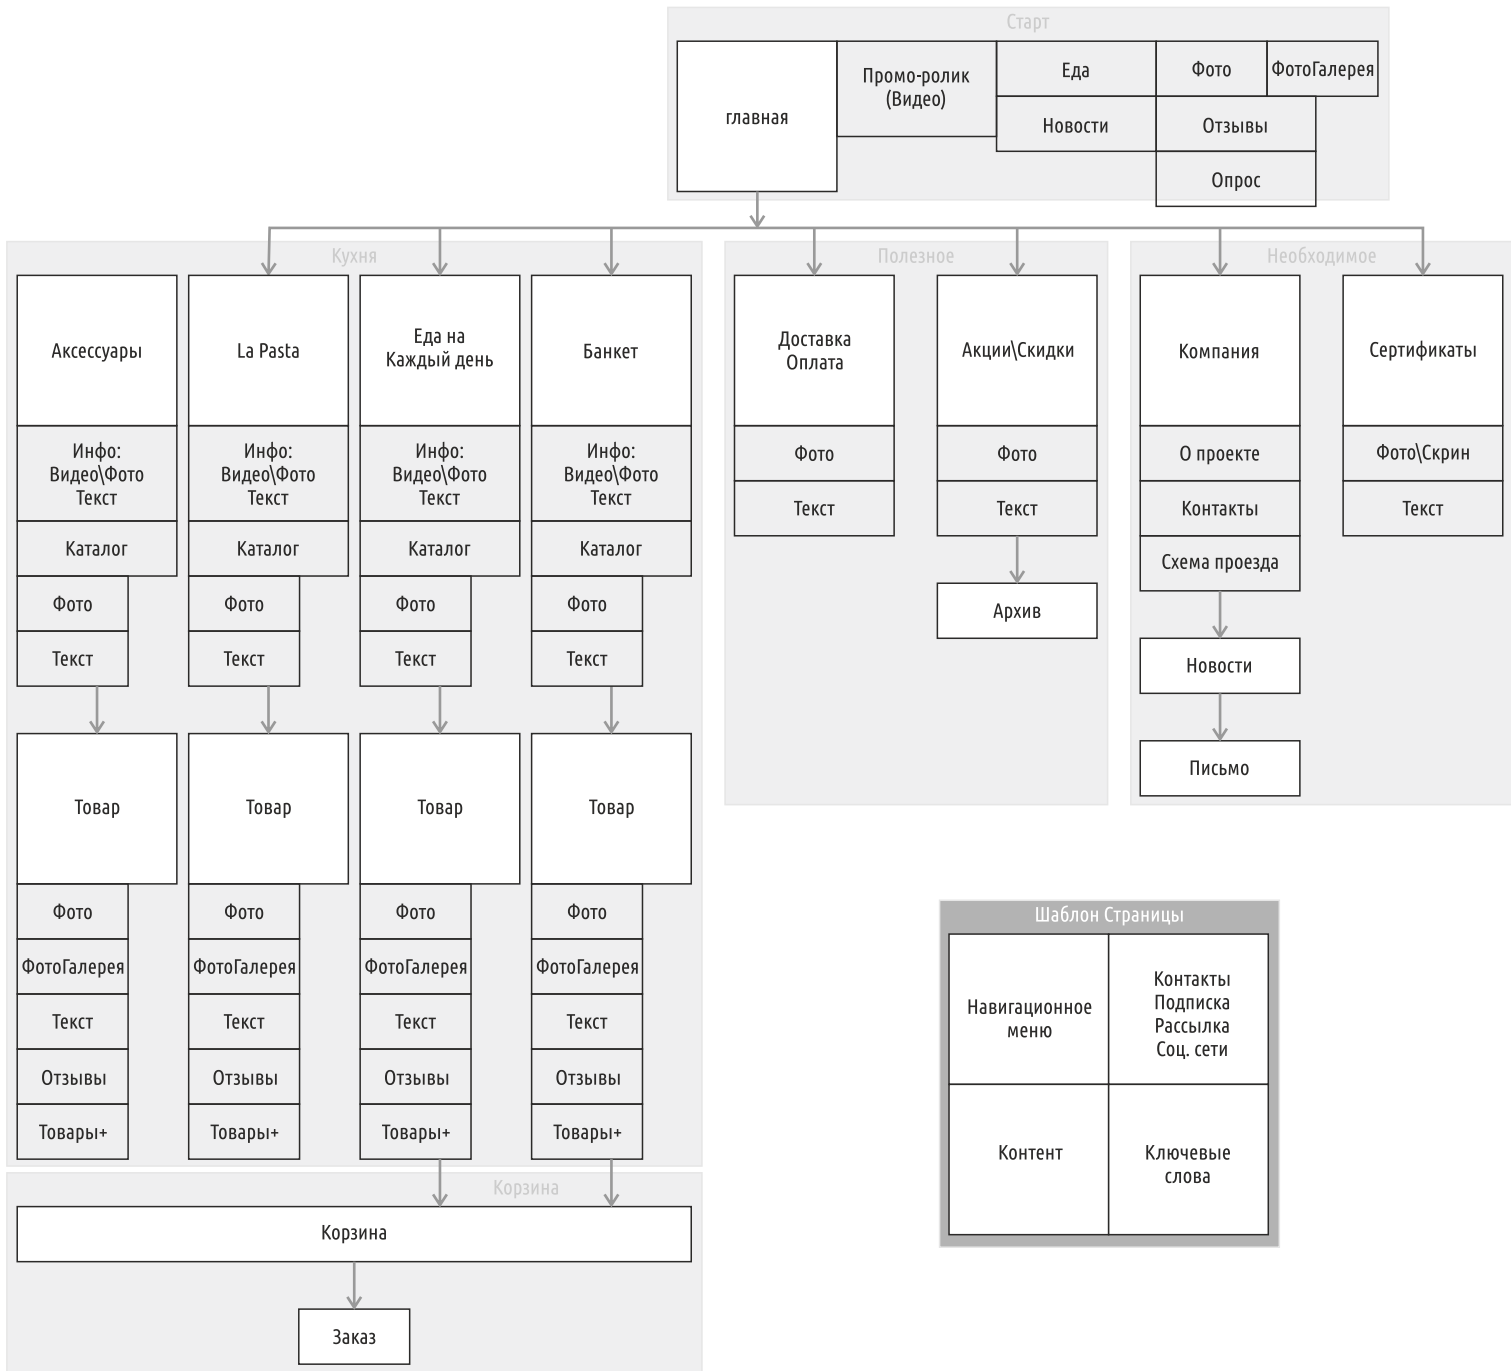 Старт
главная
Промо-ролик
(Видео)
Еда
Фото
ФотоГалерея
Новости
Отзывы
Опрос
Кухня
Аксессуары
La Pasta
Еда на
Каждый день
Банкет
Инфо:
Видео\Фото
Текст
Инфо:
Видео\Фото
Текст
Инфо:
Видео\Фото
Текст
Инфо:
Видео\Фото
Текст
Каталог
Каталог
Каталог
Каталог
Фото
Фото
Фото
Фото
Текст
Текст
Текст
Текст
Товар
Товар
Товар
Товар
Фото
Фото
Фото
Фото
ФотоГалерея
ФотоГалерея
ФотоГалерея
ФотоГалерея
Текст
Текст
Текст
Текст
Отзывы
Отзывы
Отзывы
Отзывы
Товары+
Товары+
Товары+
Товары+
Корзина
Корзина
Заказ
Полезное
Доставка
Оплата
Акции\Скидки
Фото
Фото
Текст
Текст
Архив
Необходимое
Компания
Сертификаты
О проекте
Фото\Скрин
Контакты
Текст
Схема проезда
Новости
Письмо
Шаблон Страницы
Навигационное
меню
Контакты
Подписка
Рассылка
Соц. сети
Контент
Ключевые
слова